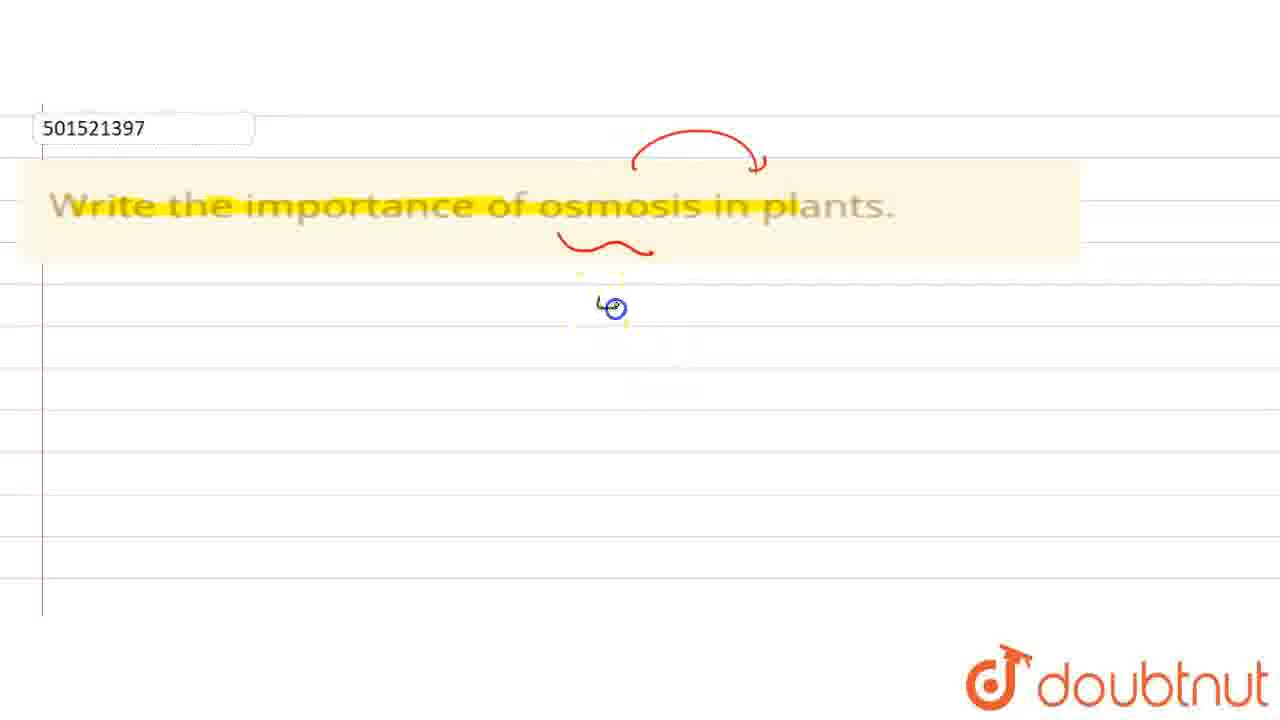 501521397
Write the importance of osmosis in plants.
doubtnut